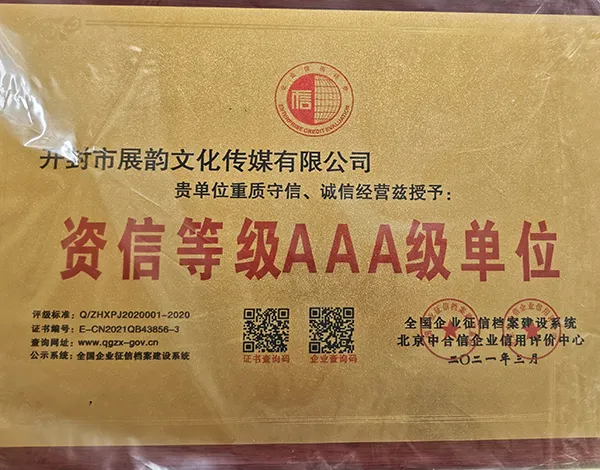 信
ENTERPRISE CREDIT EVALUATION
开封市展韵文化传媒有限公司
贵单位重质守信、诚信经营兹授予：
资信等级AAA级单位
评级标准：Q/ZHXPJ2020001-2020
证书编号：E-CN2021QB43856-3
查询网址：www.qgzx-gov.cn
公示系统：全国企业征信档案建设系统
证书查询码
企业查询码
全国企业征信档案建设系统
北京中合信企业信用评价中心
二〇二一年三月